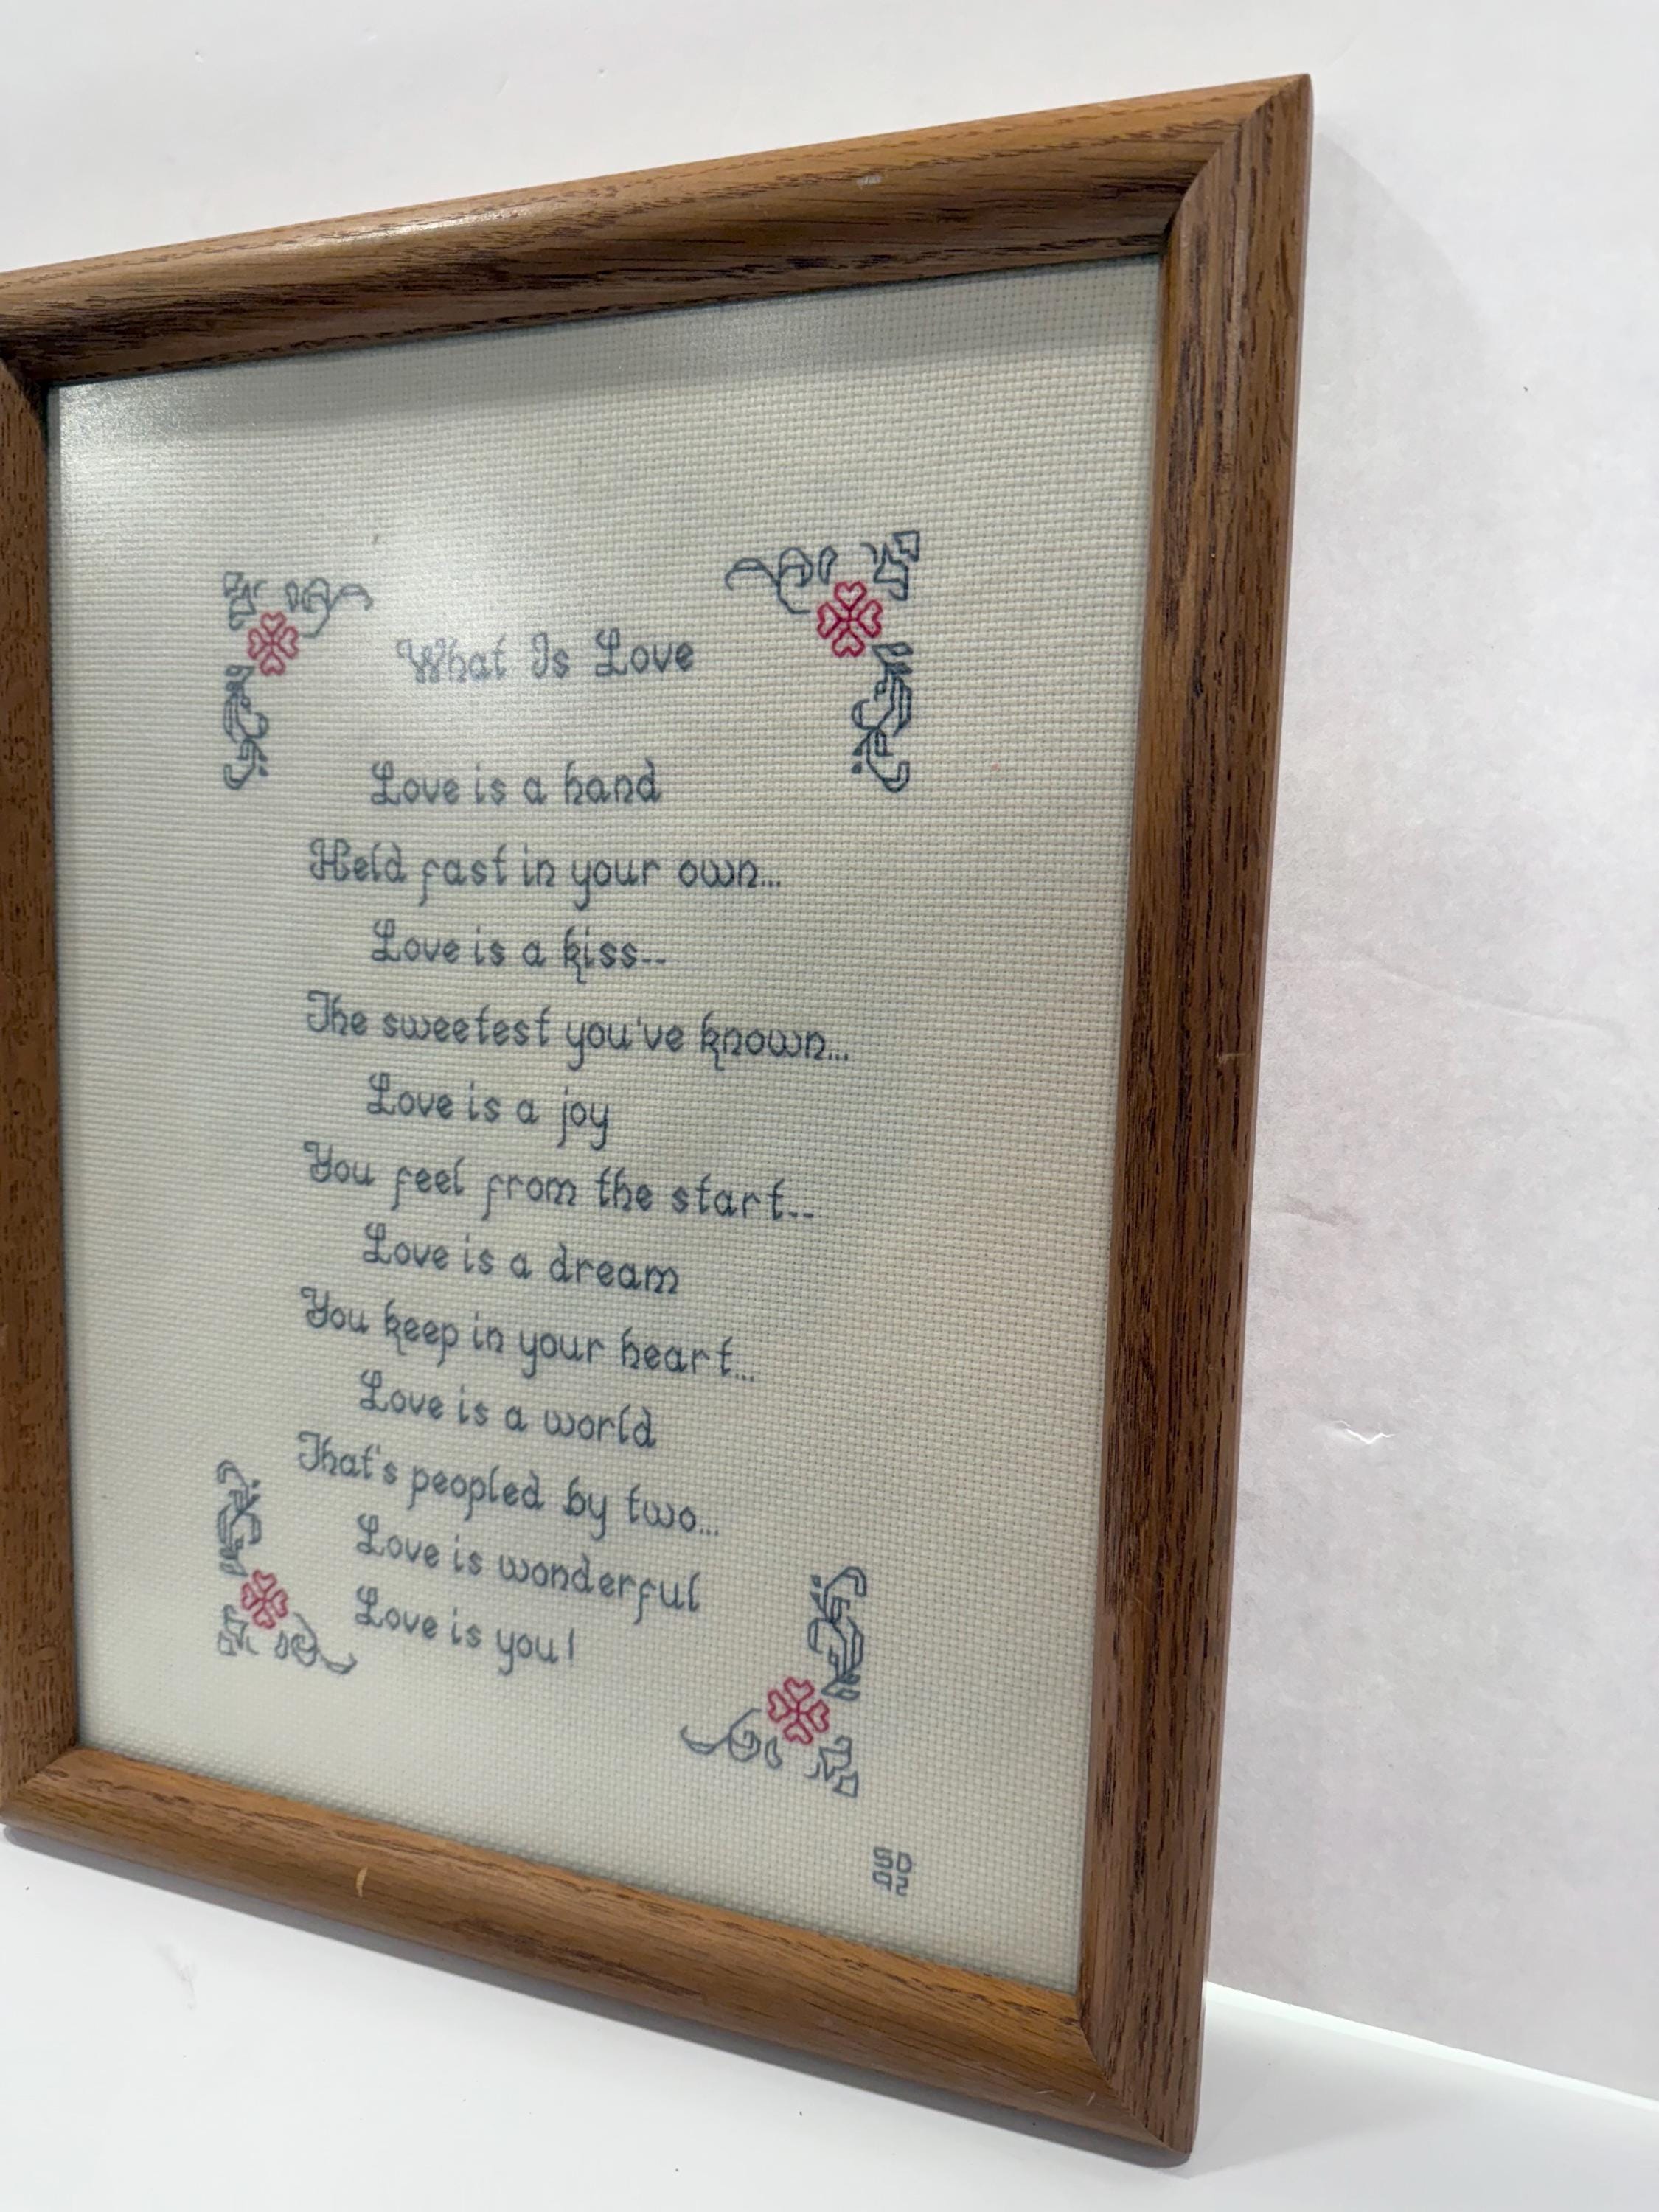 What Is Love
Love is a hand
Held fast in your own...
Love is a kiss--
The sweetest you've known...
Love is a joy
You feel from the start--
Love is a dream
You keep in your heart...
Love is a world
That's peopled by two...
Love is wonderful
Love is you!
SD
92